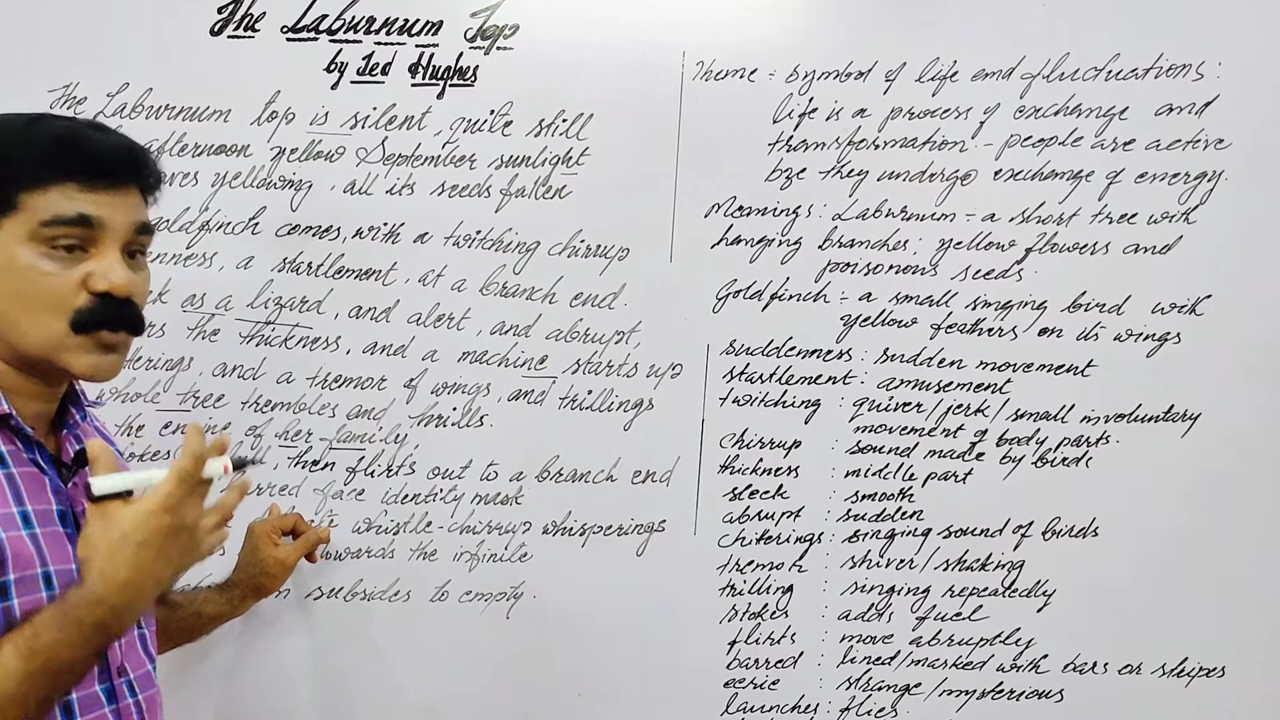 The Laburnum Top
by Ted Hughes
The Laburnum top is silent, quite still
afternoon yellow September sunlight
yellowing, all its seeds fallen
goldfinch comes, with a twitching chirrup
a startlement, at a branch end.
as a lizard, and alert, and abrupt,
the thickness, and a machine starts up
and a tremor of wings, and trillings
whole tree trembles and thrills.
the engine of her family,
then flirts out to a branch end
face identity mask
whistle-chirrup whisperings
towards the infinite
subsides to empty.
Theme = symbol of life and fluctuations:
life is a process of exchange and
transformation - people are active
bze they undergo exchange of energy.
Meanings: Laburnum = a short tree with
hanging branches; yellow flowers and
poisonous seeds.
Goldfinch = a small singing bird with
yellow feathers on its wings
suddenness: sudden movement
startlement: amusement
twitching : quiver/jerk/small involuntary
movement of body parts.
chirrup : sound made by birds
thickness : middle part
sleek : smooth
abrupt : sudden
chiterings: singing sound of birds
tremor : shiver/shaking
trilling : singing repeatedly
stokes : adds fuel
flirts : move abruptly
barred : lined/marked with bars or stripes
eerie : strange/mysterious
launches: flies.